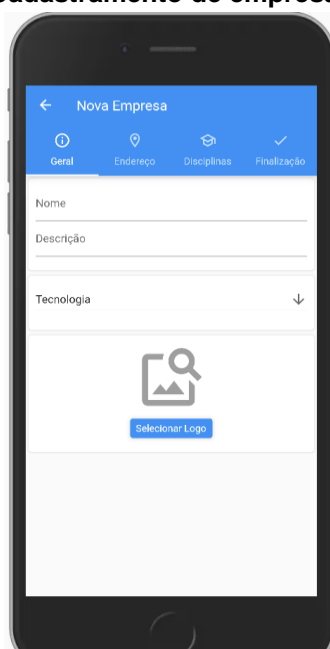 Cadastramento de empresa
Nova Empresa
Geral Endereço Disciplinas Finalização
Nome
Descrição
Tecnologia
Selecionar Logo